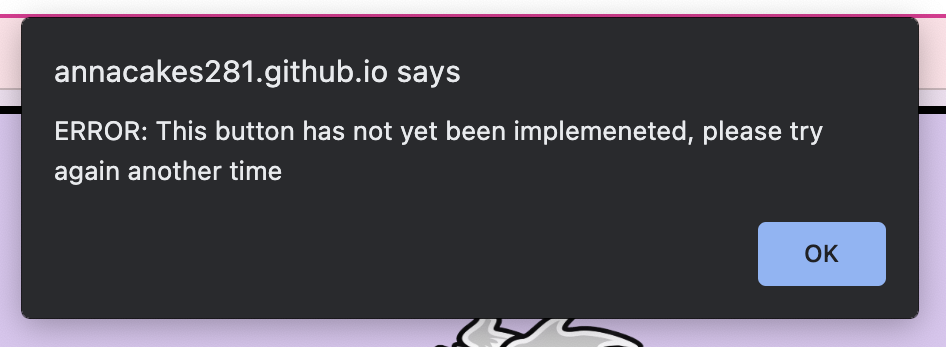 annacakes281.github.io says
ERROR: This button has not yet been implemeneted, please try
again another time
OK